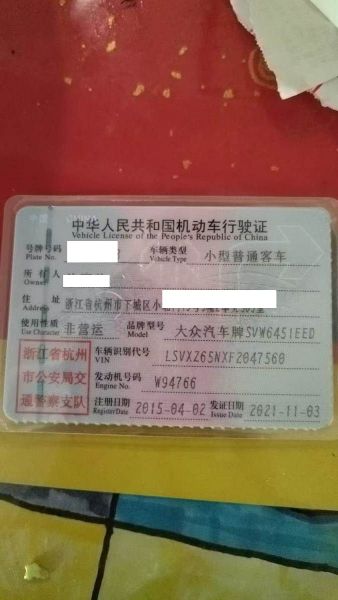 中华人民共和国机动车行驶证
Vehicle License of the People's Republic of China
号牌号码 车辆类型 小型普通客车
Plate No. Vehicle Type
所有人
Owner
住址 浙江省杭州市下城区小
Address
使用性质 非营运 品牌型号 大众汽车牌SVW6451EED
Use Character Model
浙江省杭州 车辆识别代号 LSVXZ65NXF2047560
VIN
市公安局交 发动机号码 W94766
Engine No.
通警察支队 注册日期 2015-04-02 发证日期 2021-11-03
Register Date Issue Date